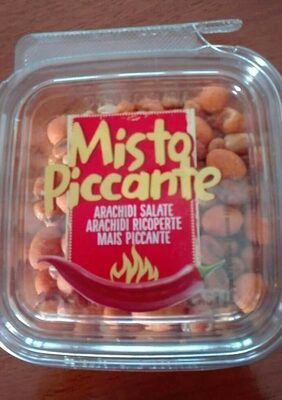 Misto
Piccante
ARACHIDI SALATE
ARACHIDI RICOPERTE
MAIS PICCANTE